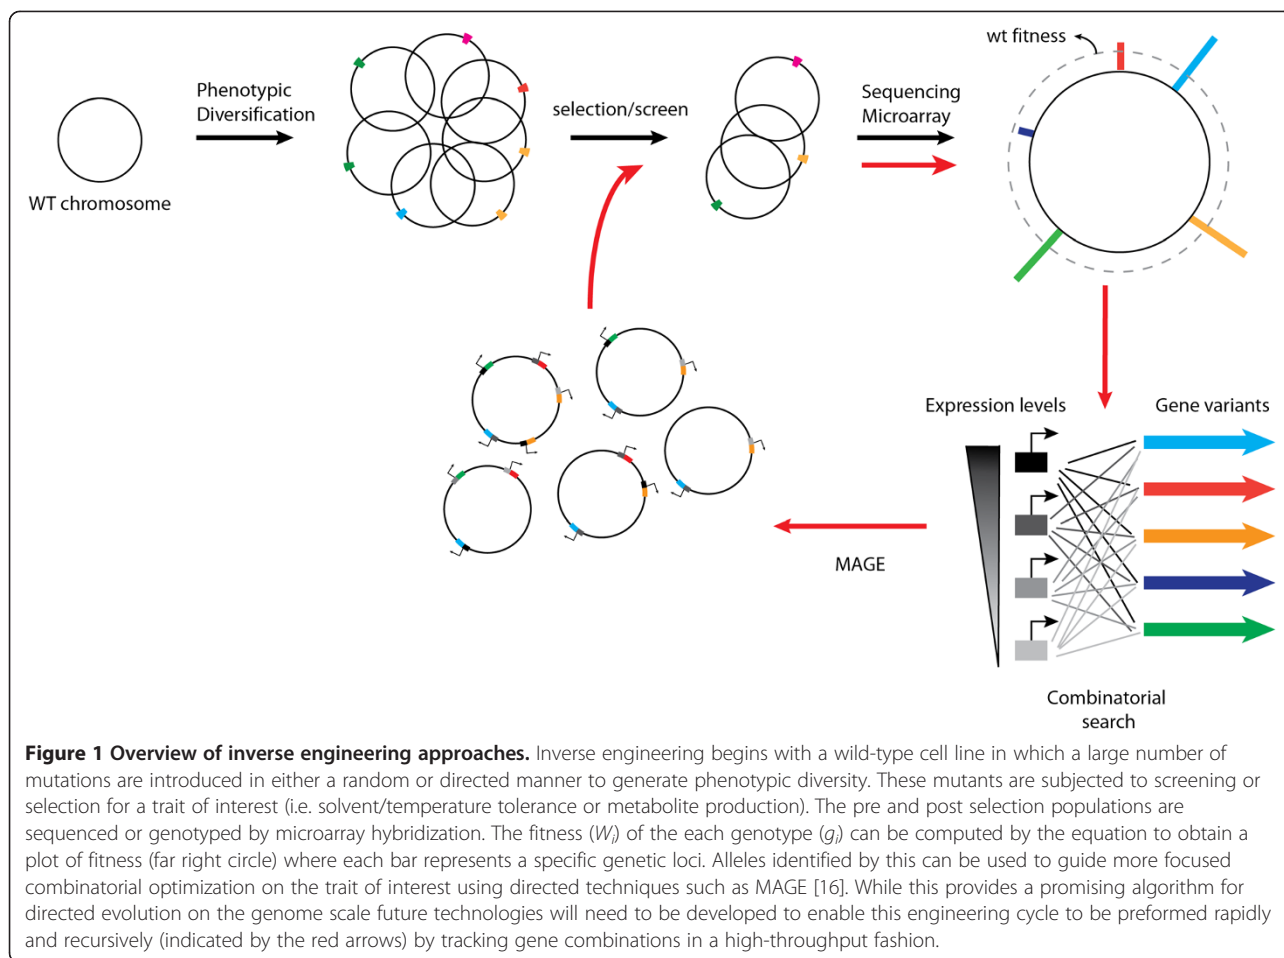 wt fitness
Phenotypic
Diversification
selection/screen
Sequencing
Microarray
WT chromosome
Expression levels
Gene variants
MAGE
Combinatorial
search
Figure 1 Overview of inverse engineering approaches. Inverse engineering begins with a wild-type cell line in which a large number of
mutations are introduced in either a random or directed manner to generate phenotypic diversity. These mutants are subjected to screening or
selection for a trait of interest (i.e. solvent/temperature tolerance or metabolite production). The pre and post selection populations are
sequenced or genotyped by microarray hybridization. The fitness (Wi) of the each genotype (gi) can be computed by the equation to obtain a
plot of fitness (far right circle) where each bar represents a specific genetic loci. Alleles identified by this can be used to guide more focused
combinatorial optimization on the trait of interest using directed techniques such as MAGE [16]. While this provides a promising algorithm for
directed evolution on the genome scale future technologies will need to be developed to enable this engineering cycle to be preformed rapidly
and recursively (indicated by the red arrows) by tracking gene combinations in a high-throughput fashion.